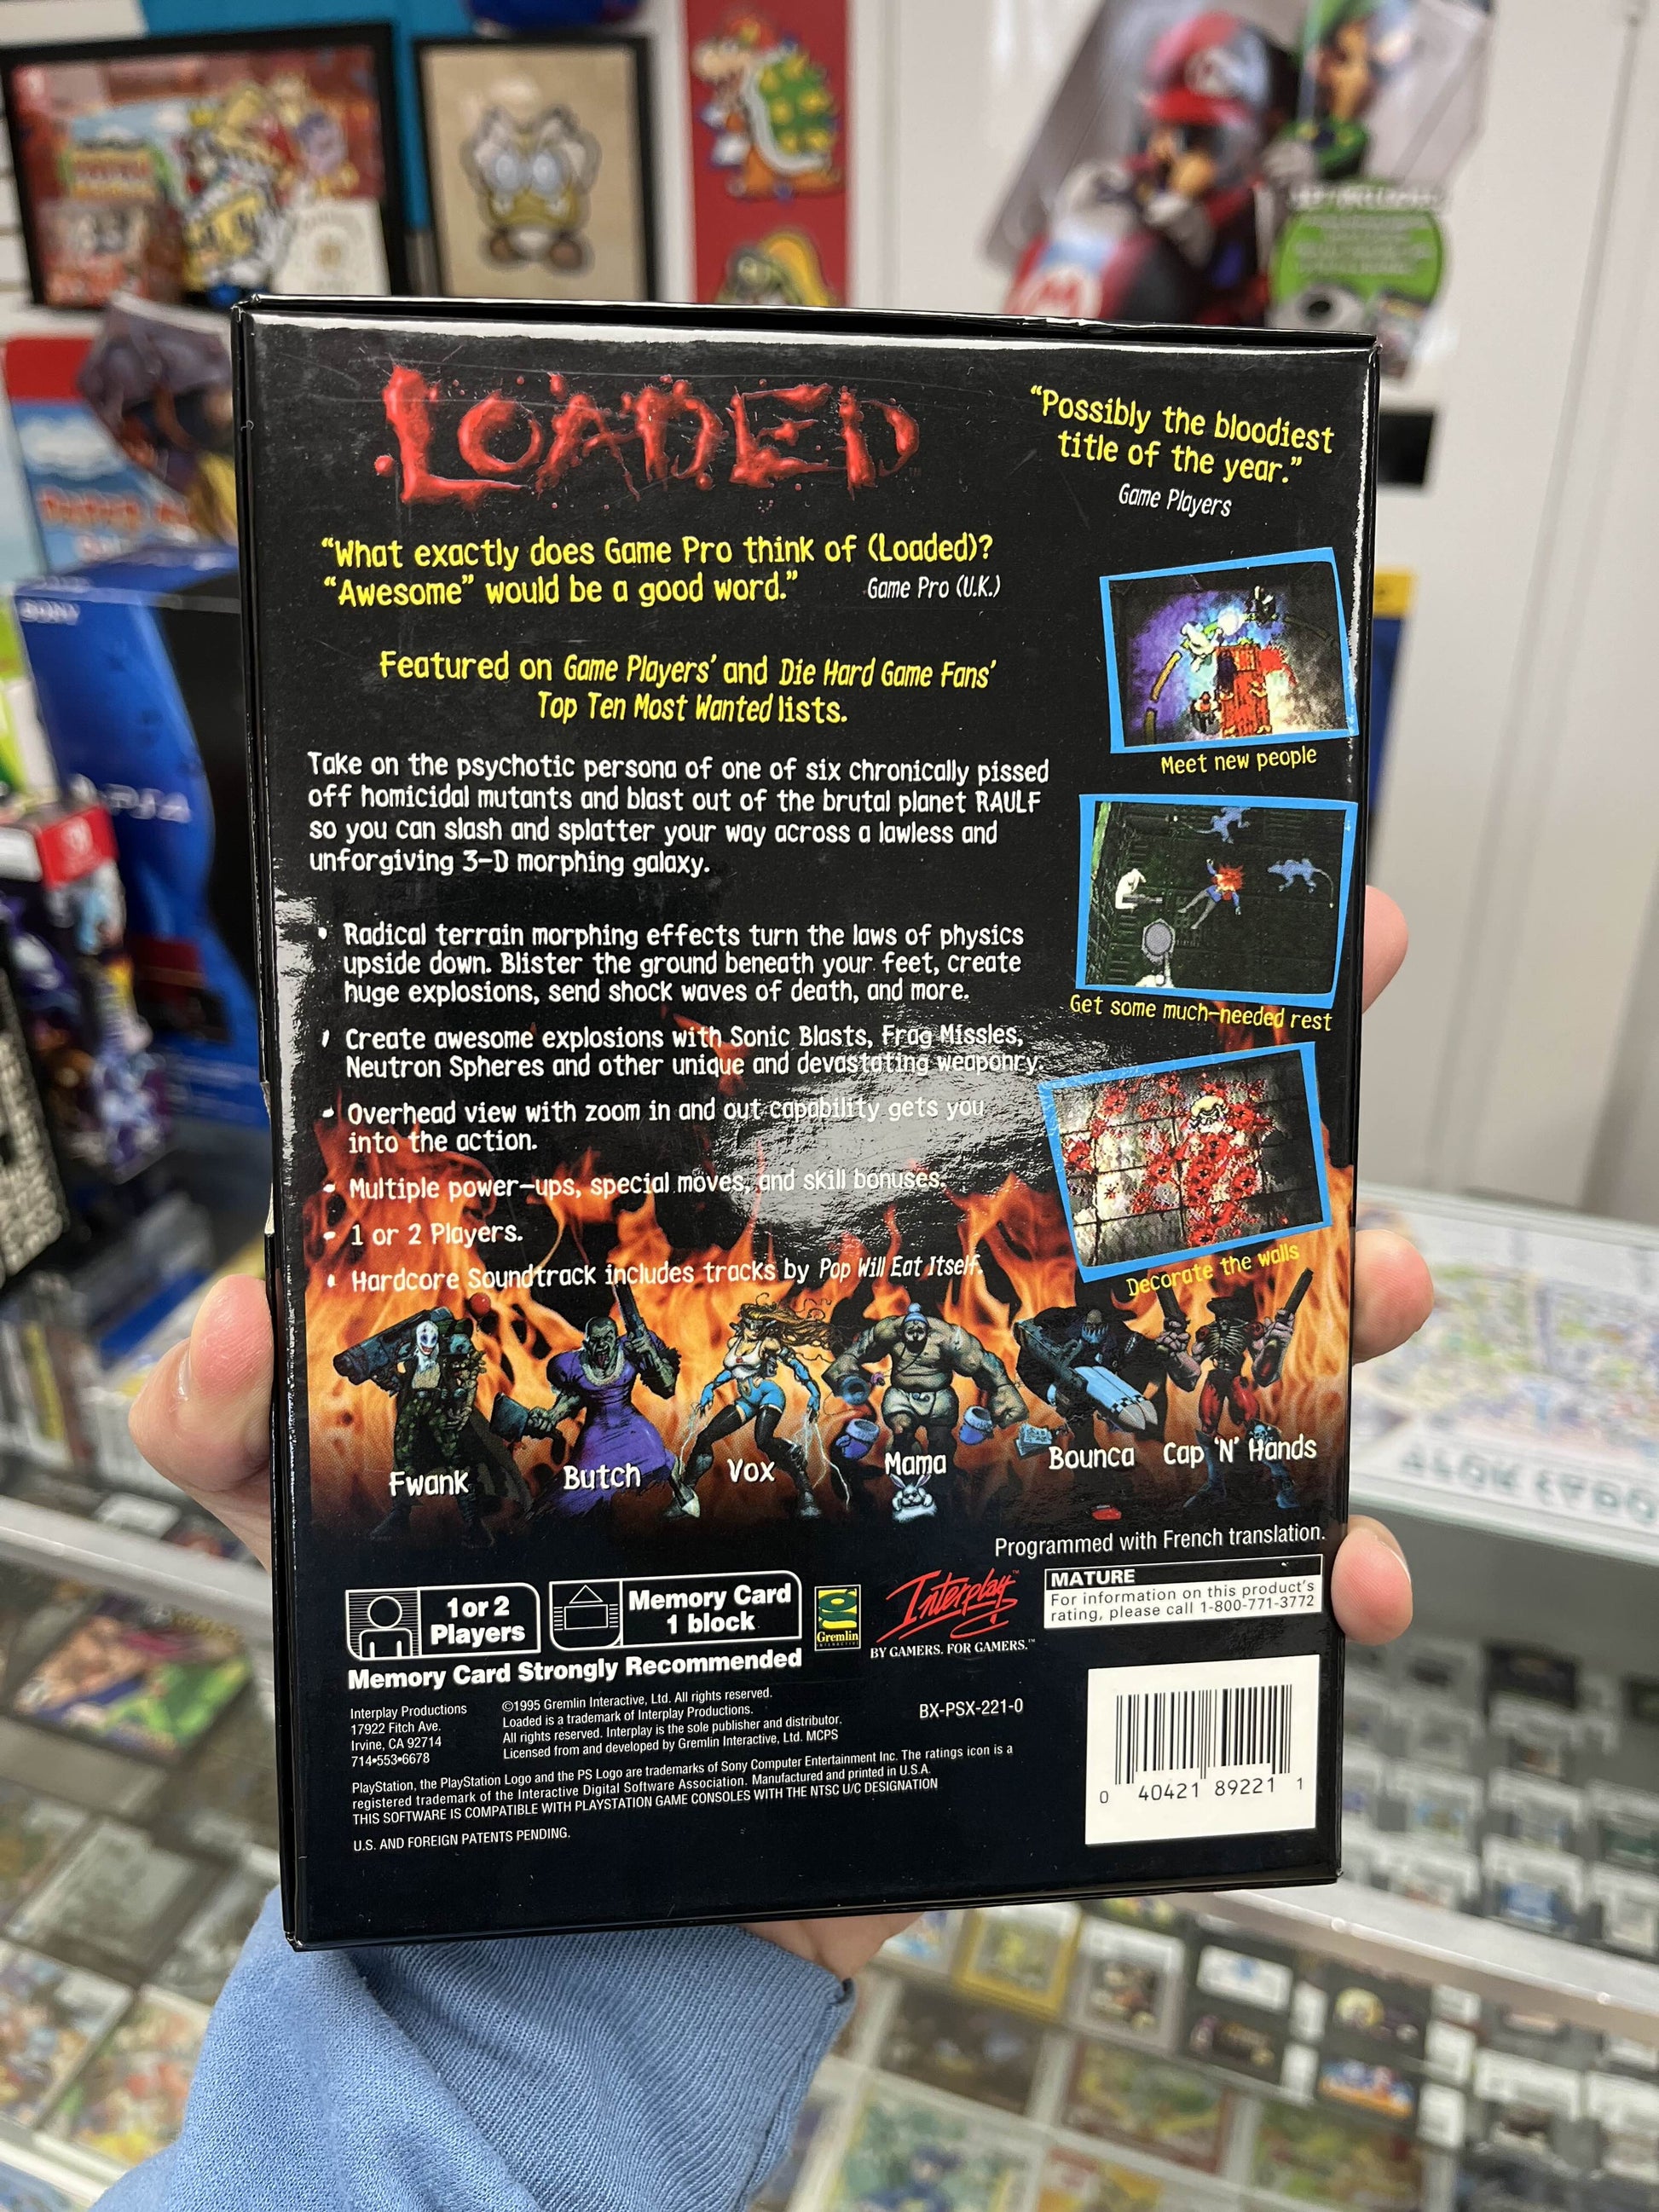 SONY
PS4
LOADED™
"Possibly the bloodiest
title of the year."
Game Players
"What exactly does Game Pro think of (Loaded)?
"Awesome" would be a good word." Game Pro (U.K.)
Featured on Game Players' and Die Hard Game Fans'
Top Ten Most Wanted lists.
Take on the psychotic persona of one of six chronically pissed
off homicidal mutants and blast out of the brutal planet RAULF
so you can slash and splatter your way across a lawless and
unforgiving 3-D morphing galaxy.
• Radical terrain morphing effects turn the laws of physics
upside down. Blister the ground beneath your feet, create
huge explosions, send shock waves of death, and more.
• Create awesome explosions with Sonic Blasts, Frag Missles,
Neutron Spheres and other unique and devastating weaponry.
• Overhead view with zoom in and out capability gets you
into the action.
• Multiple power-ups, special moves, and skill bonuses.
• 1 or 2 Players.
• Hardcore Soundtrack includes tracks by Pop Will Eat Itself.
Meet new people
Get some much-needed rest
Decorate the walls
Fwank
Butch
Vox
Mama
Bounca
Cap 'N' Hands
Programmed with French translation.
1 or 2
Players
Memory Card
1 block
Memory Card Strongly Recommended
Gremlin
INTERACTIVE
Interplay™
BY GAMERS. FOR GAMERS.™
MATURE
For information on this product's
rating, please call 1-800-771-3772
Interplay Productions
17922 Fitch Ave.
Irvine, CA 92714
714•553•6678
©1995 Gremlin Interactive, Ltd. All rights reserved.
Loaded is a trademark of Interplay Productions.
All rights reserved. Interplay is the sole publisher and distributor.
Licensed from and developed by Gremlin Interactive, Ltd. MCPS
BX-PSX-221-0
PlayStation, the PlayStation Logo and the PS Logo are trademarks of Sony Computer Entertainment Inc. The ratings icon is a
registered trademark of the Interactive Digital Software Association. Manufactured and printed in U.S.A.
THIS SOFTWARE IS COMPATIBLE WITH PLAYSTATION GAME CONSOLES WITH THE NTSC U/C DESIGNATION
U.S. AND FOREIGN PATENTS PENDING.
0 40421 89221 1